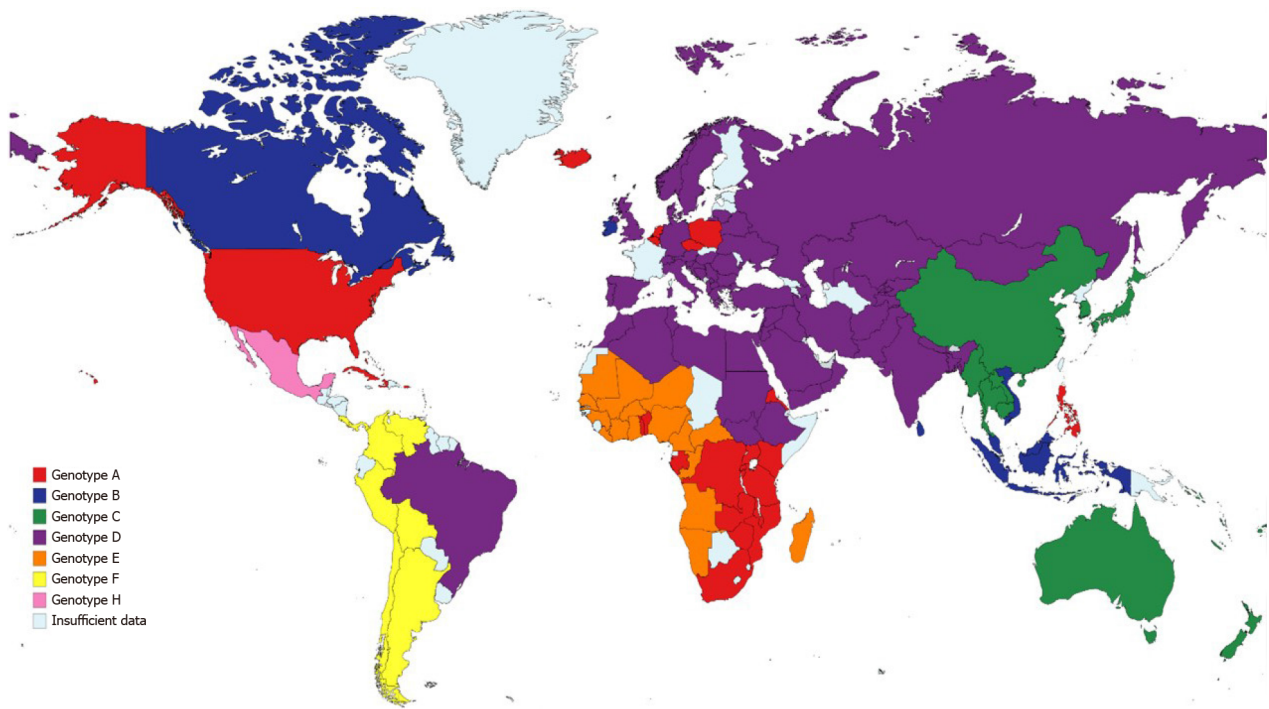 Genotype A
Genotype B
Genotype C
Genotype D
Genotype E
Genotype F
Genotype H
Insufficient data